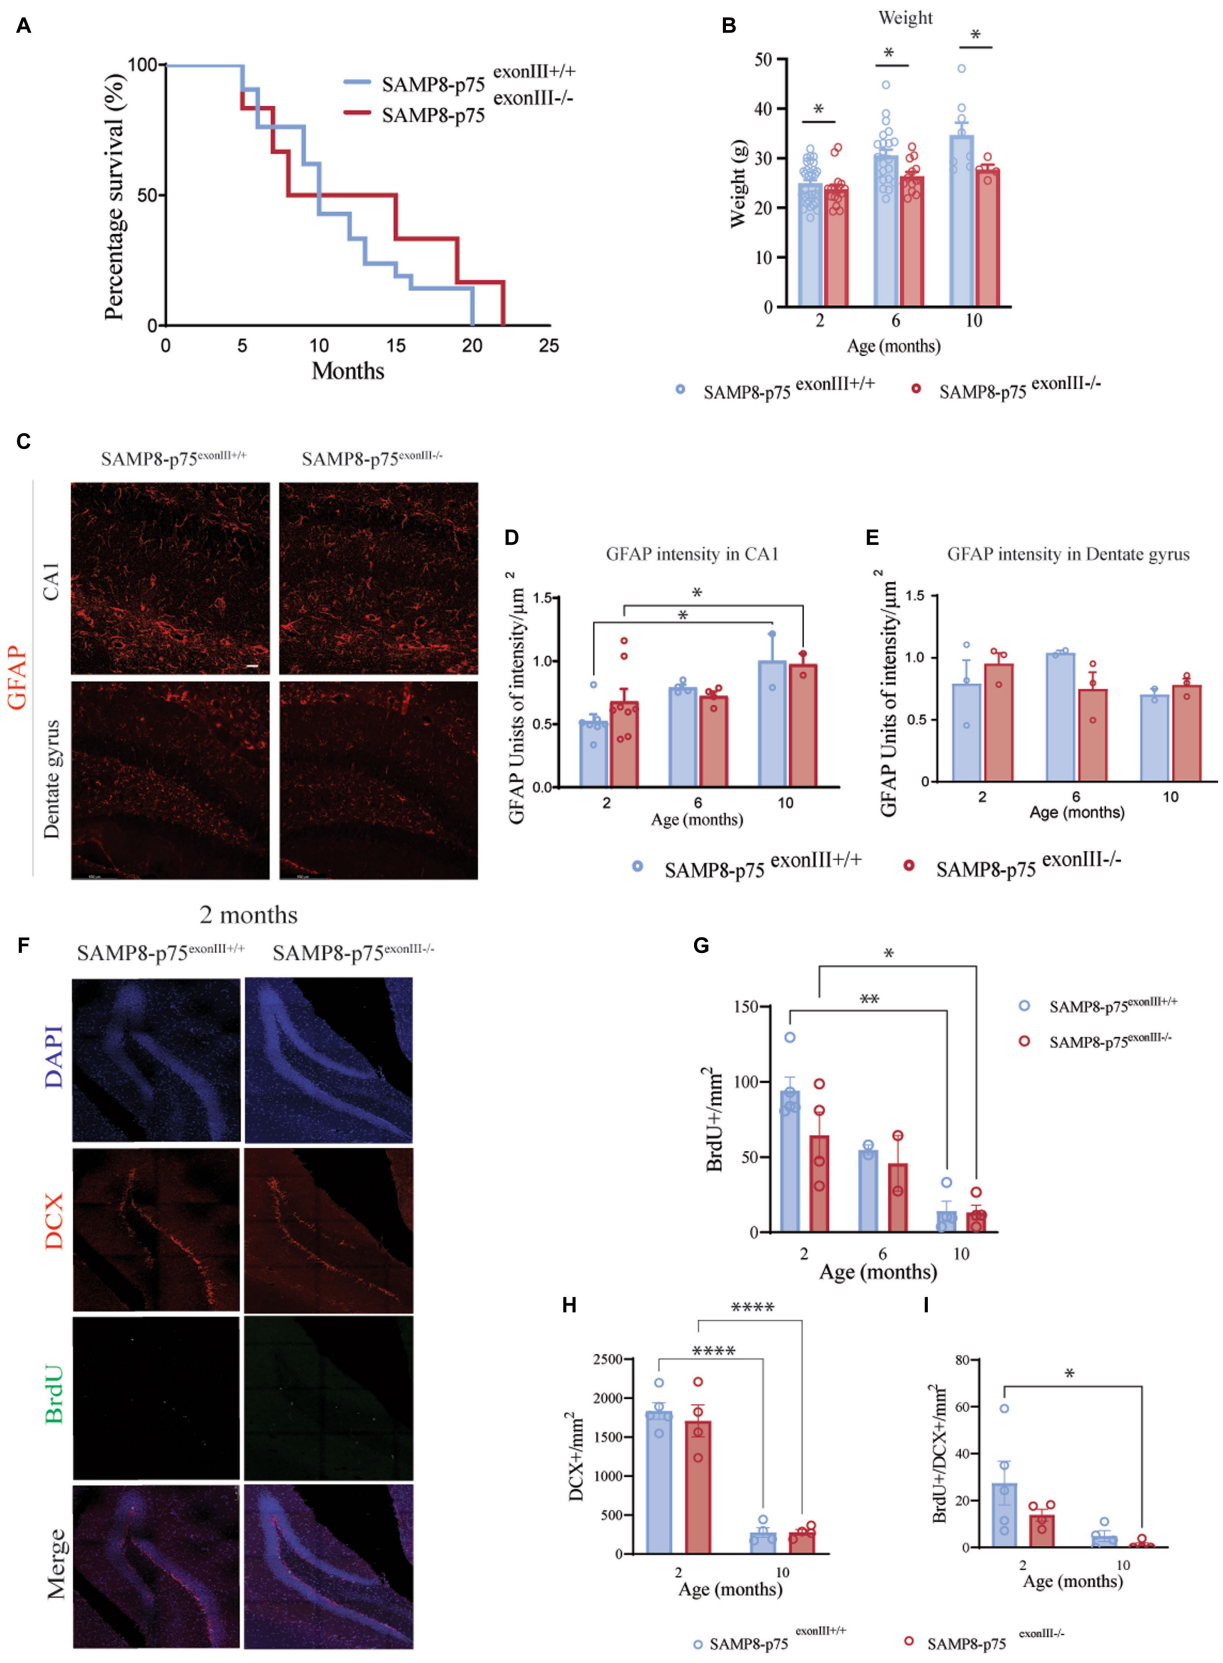 A
Percentage survival (%)
100
50
0
0 5 10 15 20 25
Months
SAMP8-p75 exonIII+/+
SAMP8-p75 exonIII-/-
B
Weight
Weight (g)
50
40
30
20
10
0
* * *
2 6 10
Age (months)
SAMP8-p75 exonIII+/+ SAMP8-p75 exonIII-/-
C
SAMP8-p75exonIII+/+ SAMP8-p75exonIII-/-
GFAP
CA1
Dentate gyrus
D
GFAP intensity in CA1
GFAP Unists of intensity/µm 2
1.5
1.0
0.5
0.0
*
*
2 6 10
Age (months)
E
GFAP intensity in Dentate gyrus
GFAP Units of intensity/µm 2
1.5
1.0
0.5
0
2 6 10
Age (months)
SAMP8-p75 exonIII+/+ SAMP8-p75 exonIII-/-
2 months
F
SAMP8-p75exonIII+/+ SAMP8-p75exonIII-/-
DAPI
DCX
BrdU
Merge
G
BrdU+/mm2
150
100
50
0
*
**
2 6 10
Age (months)
SAMP8-p75exonIII+/+
SAMP8-p75exonIII-/-
H
DCX+/mm2
2500
2000
1500
1000
500
0
****
****
2 10
Age (months)
I
BrdU+/DCX+/mm2
80
60
40
20
0
*
2 10
Age (months)
SAMP8-p75 exonIII+/+ SAMP8-p75 exonIII-/-